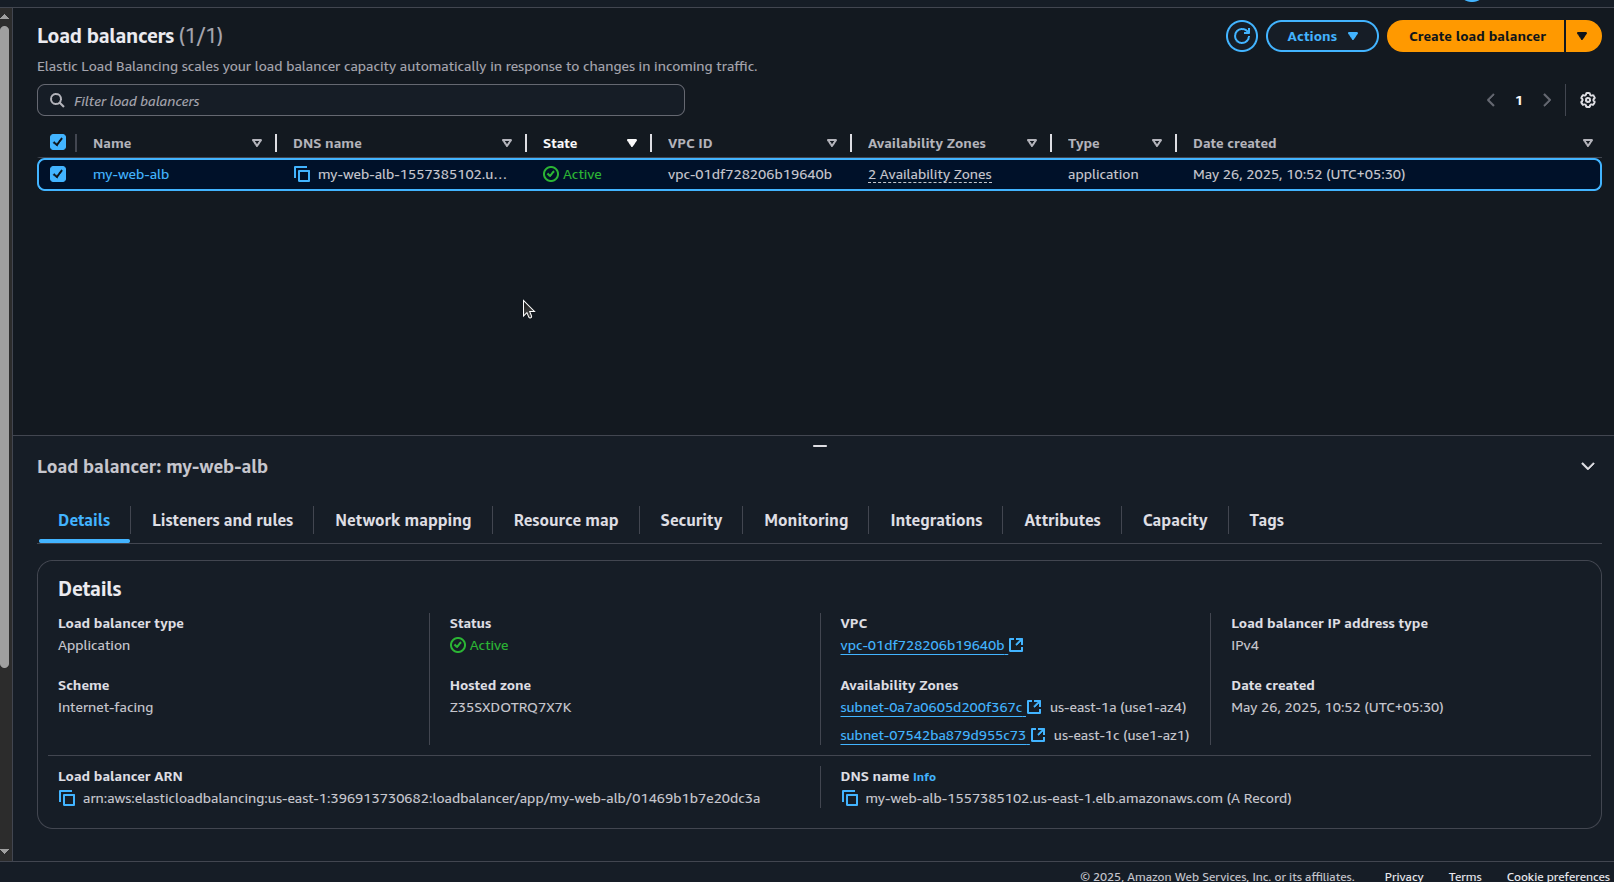 Load balancers (1/1)
Actions
Create load balancer
Elastic Load Balancing scales your load balancer capacity automatically in response to changes in incoming traffic.
Filter load balancers
1
Name DNS name State VPC ID Availability Zones Type Date created
my-web-alb my-web-alb-1557385102.u... Active vpc-01df728206b19640b 2 Availability Zones application May 26, 2025, 10:52 (UTC+05:30)
Load balancer: my-web-alb
Details Listeners and rules Network mapping Resource map Security Monitoring Integrations Attributes Capacity Tags
Details
Load balancer type Status VPC Load balancer IP address type
Application Active vpc-01df728206b19640b IPv4
Scheme Hosted zone Availability Zones Date created
Internet-facing Z35SXDOTRQ7X7K subnet-0a7a0605d200f367c us-east-1a (use1-az4) May 26, 2025, 10:52 (UTC+05:30)
subnet-07542ba879d955c73 us-east-1c (use1-az1)
Load balancer ARN DNS name Info
arn:aws:elasticloadbalancing:us-east-1:396913730682:loadbalancer/app/my-web-alb/01469b1b7e20dc3a my-web-alb-1557385102.us-east-1.elb.amazonaws.com (A Record)
© 2025, Amazon Web Services, Inc. or its affiliates. Privacy Terms Cookie preferences